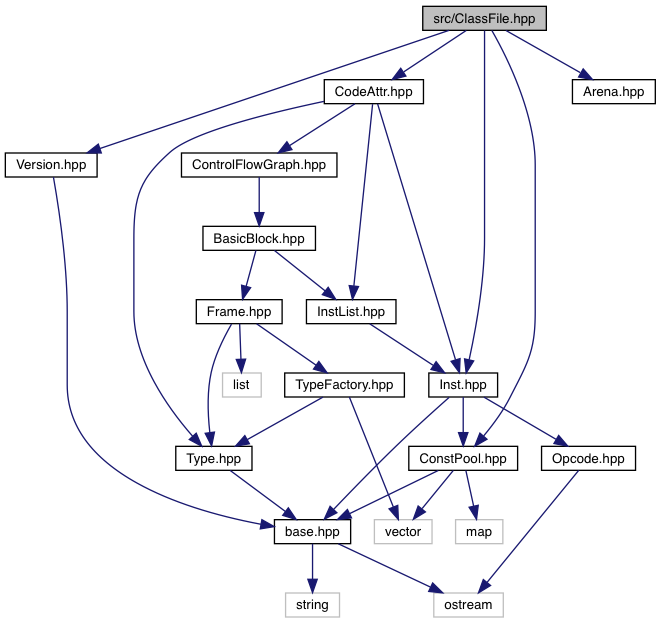 src/ClassFile.hpp
CodeAttr.hpp
Arena.hpp
Version.hpp
ControlFlowGraph.hpp
BasicBlock.hpp
Frame.hpp
InstList.hpp
list
TypeFactory.hpp
Inst.hpp
Type.hpp
ConstPool.hpp
Opcode.hpp
base.hpp
vector
map
string
ostream